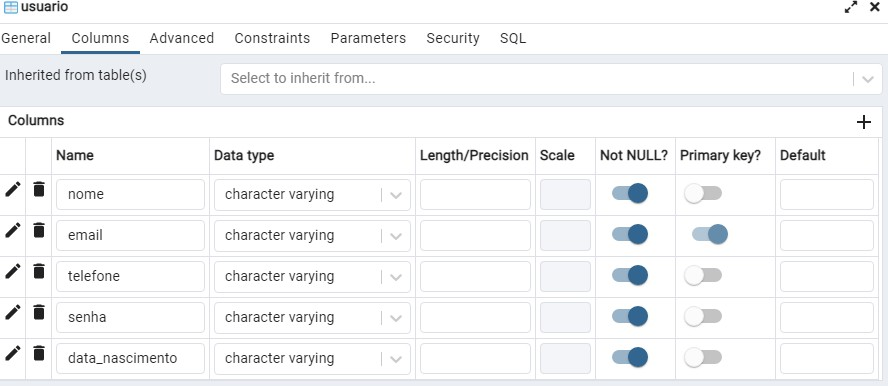 usuario
General Columns Advanced Constraints Parameters Security SQL
Inherited from table(s) Select to inherit from...
Columns
Name Data type Length/Precision Scale Not NULL? Primary key? Default
nome character varying
email character varying
telefone character varying
senha character varying
data_nascimento character varying